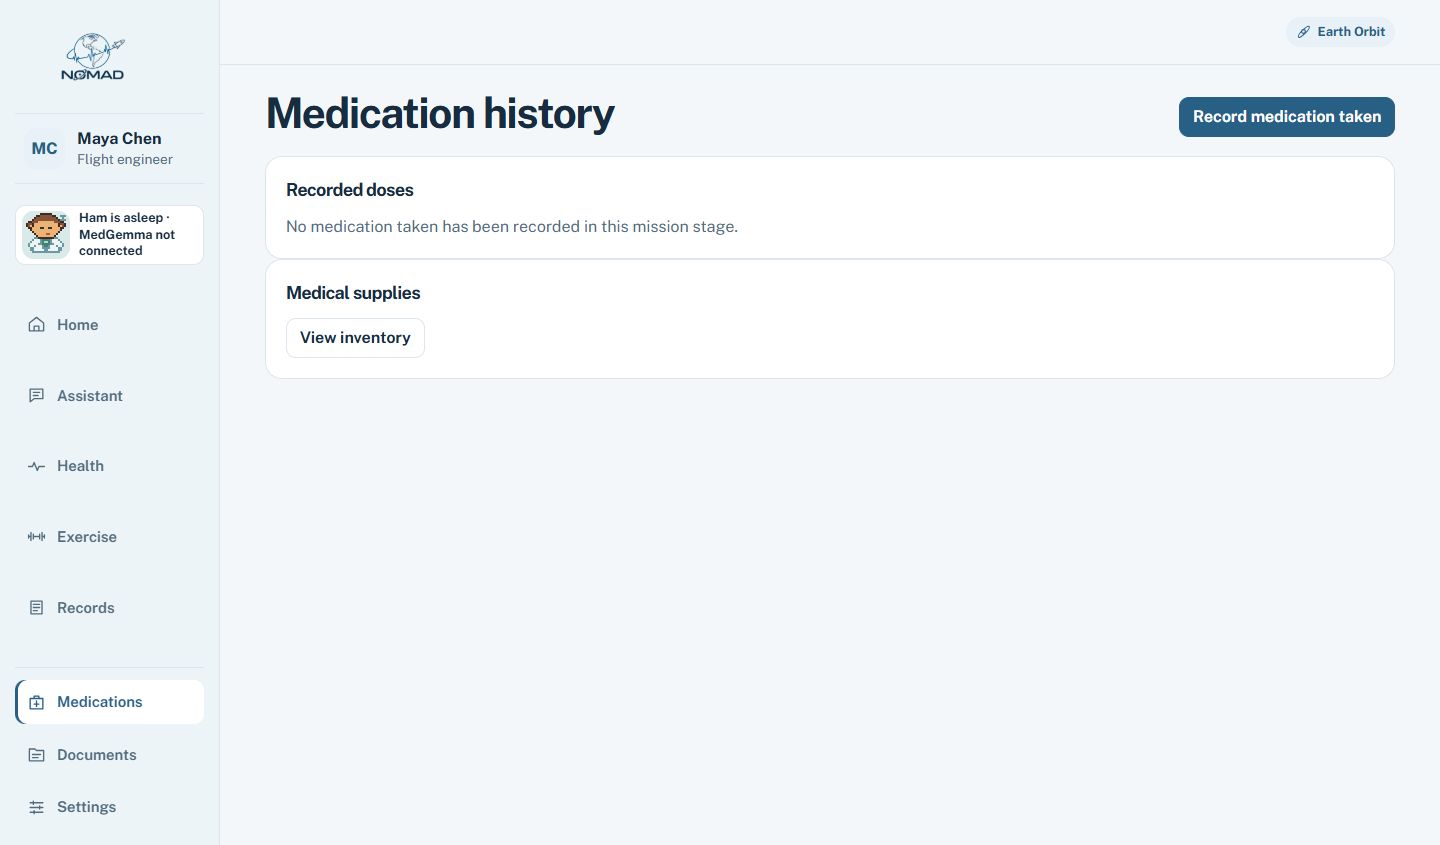 NOMAD
MC
Maya Chen
Flight engineer
Ham is asleep ·
MedGemma not
connected
Home
Assistant
Health
Exercise
Records
Medications
Documents
Settings
Earth Orbit
Medication history
Record medication taken
Recorded doses
No medication taken has been recorded in this mission stage.
Medical supplies
View inventory